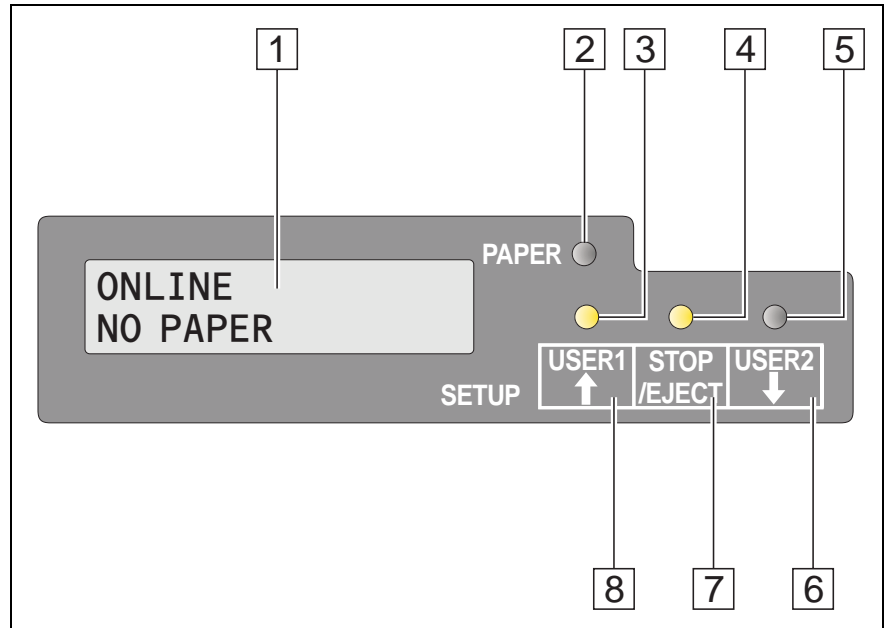 1 2 3 4 5
PAPER
ONLINE
NO PAPER
USER1 STOP /EJECT USER2
SETUP
8 7 6